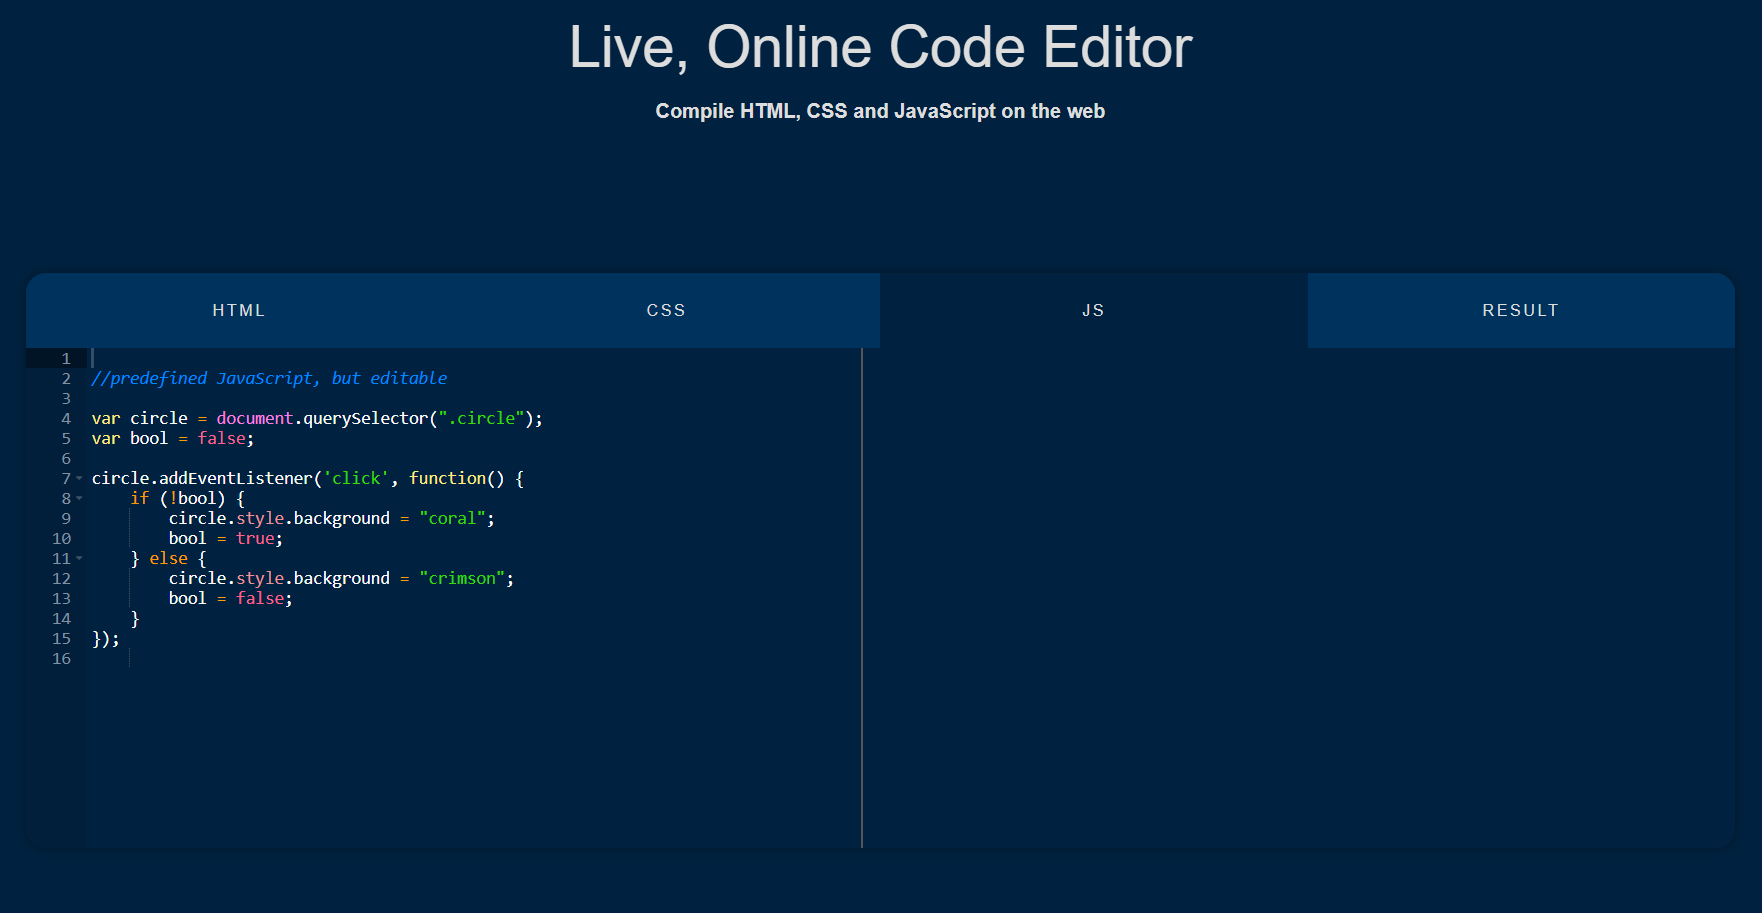 Live, Online Code Editor
Compile HTML, CSS and JavaScript on the web
HTML CSS JS RESULT
1
2 //predefined JavaScript, but editable
3
4 var circle = document.querySelector(".circle");
5 var bool = false;
6
7 circle.addEventListener('click', function() {
8     if (!bool) {
9         circle.style.background = "coral";
10         bool = true;
11     } else {
12         circle.style.background = "crimson";
13         bool = false;
14     }
15 });
16